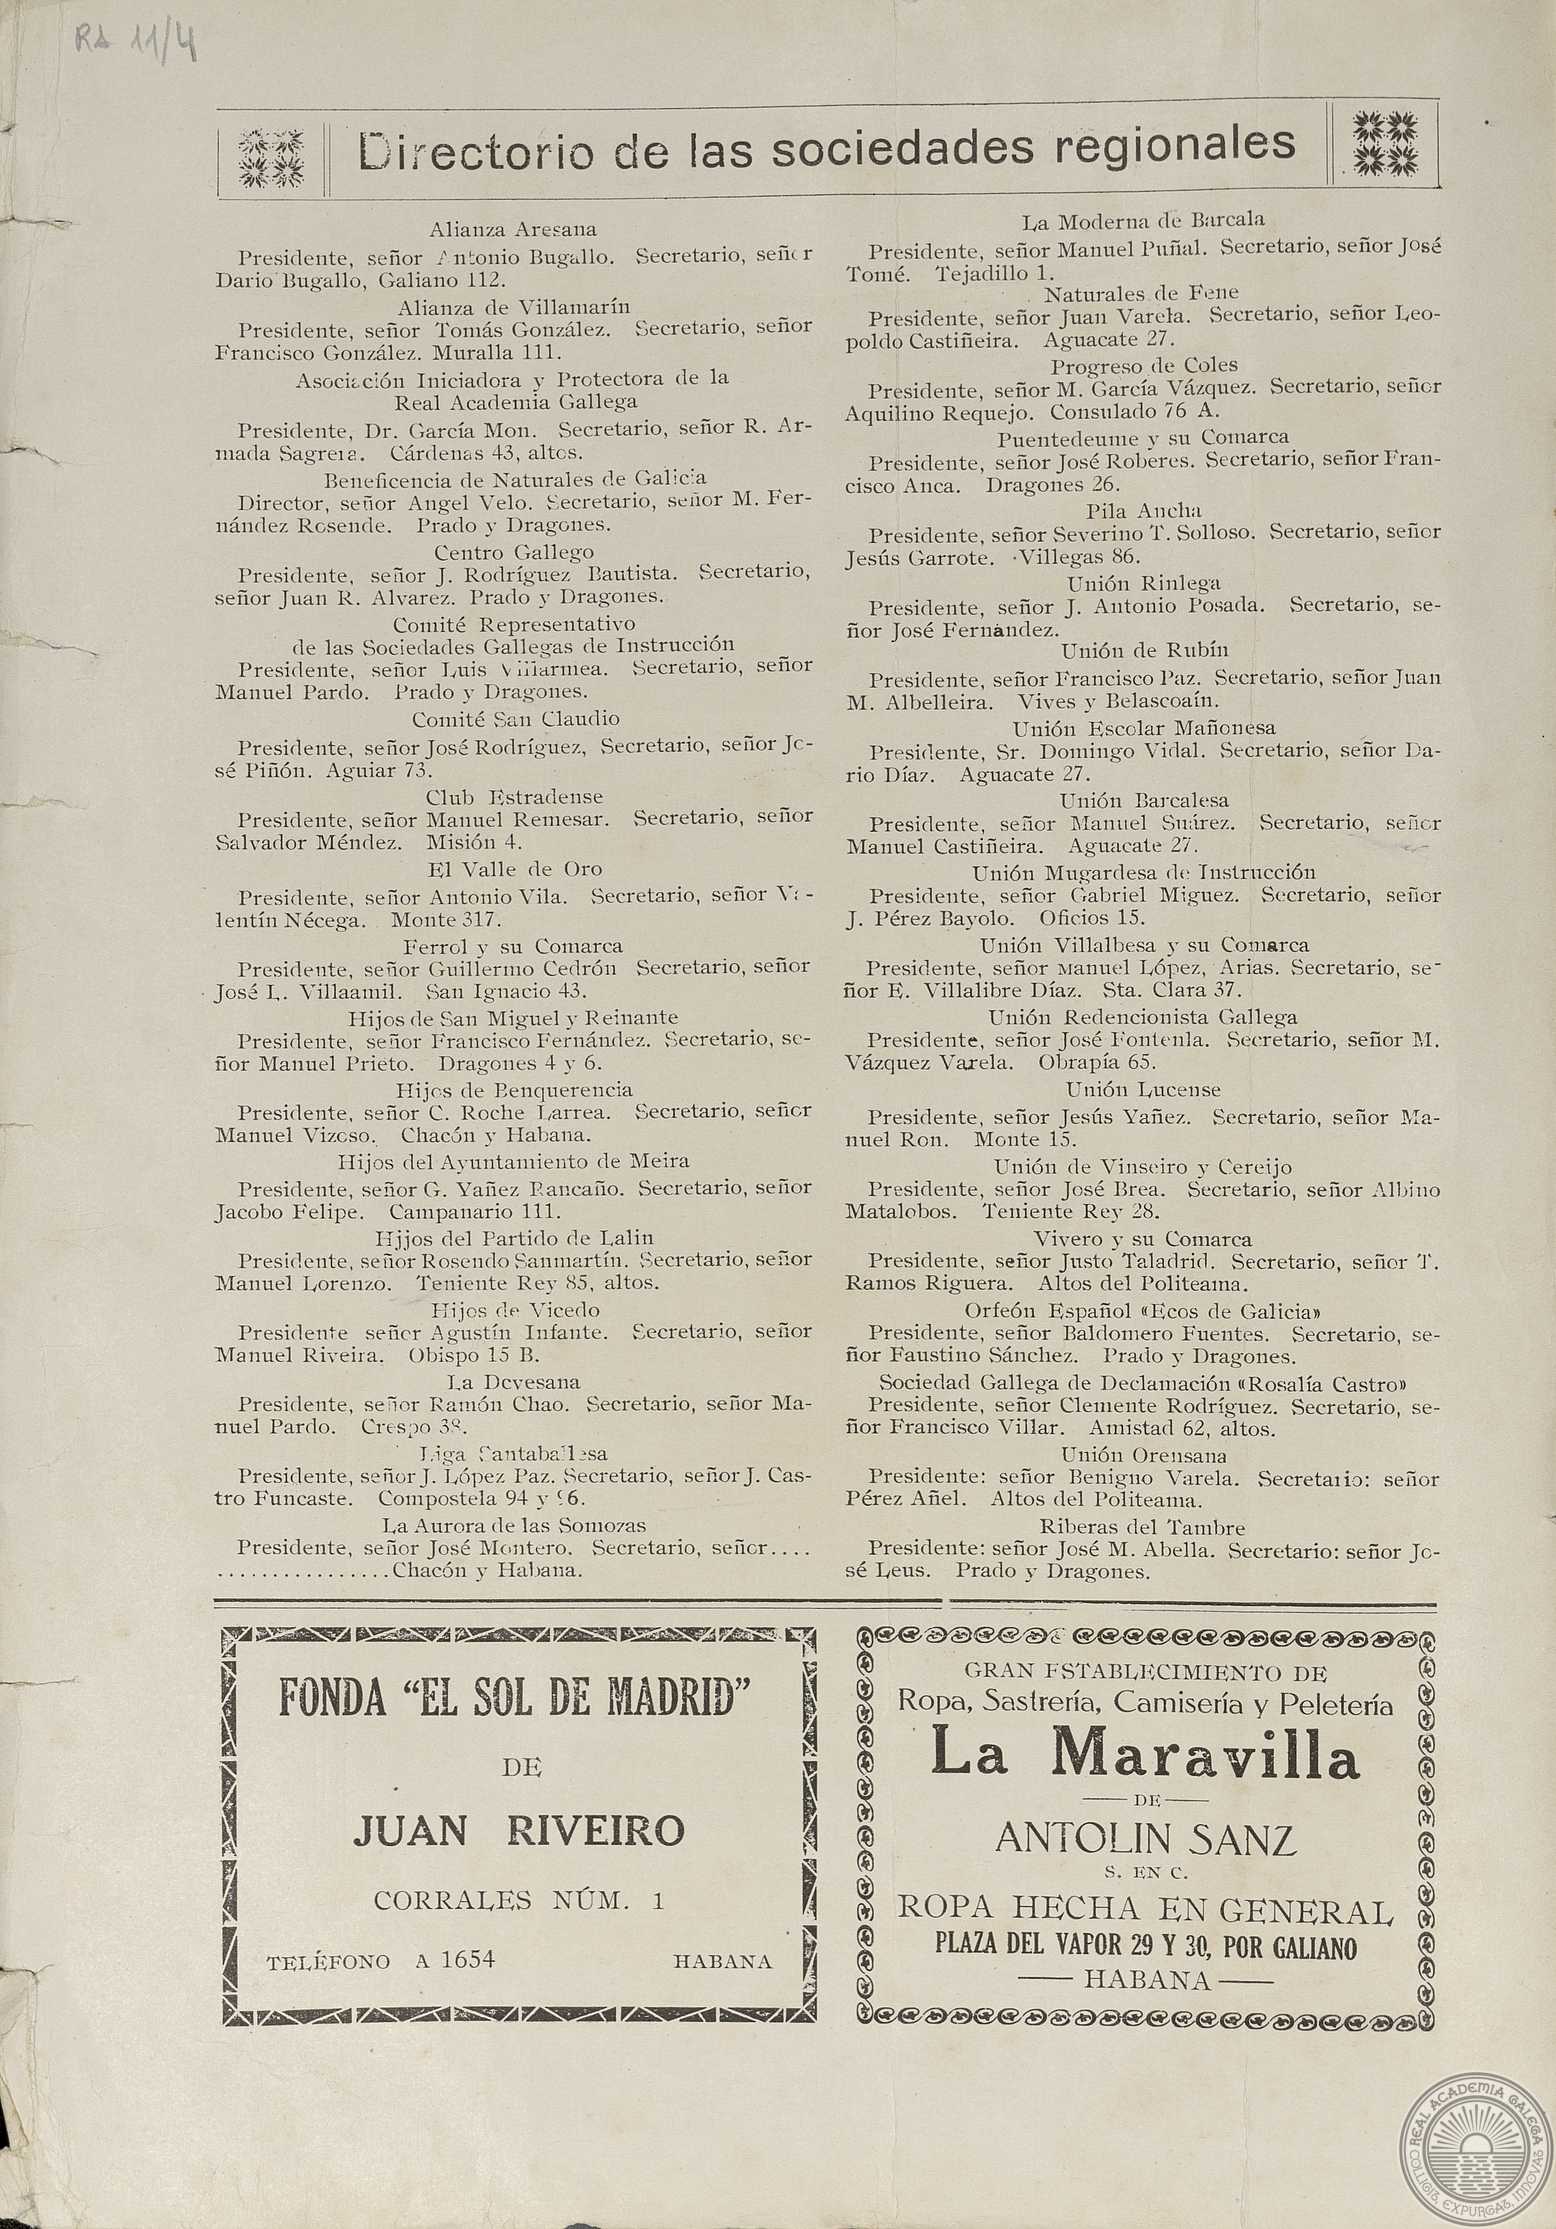 RA 11/4
Directorio de las sociedades regionales
Alianza Aresana
Presidente, señor Antonio Bugallo. Secretario, señor
Dario Bugallo, Galiano 112.
Alianza de Villamarín
Presidente, señor Tomás González. Secretario, señor
Francisco González. Muralla 111.
Asociación Iniciadora y Protectora de la
Real Academia Gallega
Presidente, Dr. García Mon. Secretario, señor R. Ar-
mada Sagrera. Cárdenas 43, altos.
Beneficencia de Naturales de Galicia
Director, señor Angel Velo. Secretario, señor M. Fer-
nández Rosende. Prado y Dragones.
Centro Gallego
Presidente, señor J. Rodríguez Bautista. Secretario,
señor Juan R. Alvarez. Prado y Dragones.
Comité Representativo
de las Sociedades Gallegas de Instrucción
Presidente, señor Luis Villarmea. Secretario, señor
Manuel Pardo. Prado y Dragones.
Comité San Claudio
Presidente, señor José Rodríguez, Secretario, señor Jo-
sé Piñón. Aguiar 73.
Club Estradense
Presidente, señor Manuel Remesar. Secretario, señor
Salvador Méndez. Misión 4.
El Valle de Oro
Presidente, señor Antonio Vila. Secretario, señor Va-
lentín Nécega. Monte 317.
Ferrol y su Comarca
Presidente, señor Guillermo Cedrón Secretario, señor
José L. Villaamil. San Ignacio 43.
Hijos de San Miguel y Reinante
Presidente, señor Francisco Fernández. Secretario, se-
ñor Manuel Prieto. Dragones 4 y 6.
Hijos de Benquerencia
Presidente, señor C. Roche Larrea. Secretario, señor
Manuel Vizoso. Chacón y Habana.
Hijos del Ayuntamiento de Meira
Presidente, señor G. Yañez Rancaño. Secretario, señor
Jacobo Felipe. Campanario 111.
Hjjos del Partido de Lalin
Presidente, señor Rosendo Sanmartín. Secretario, señor
Manuel Lorenzo. Teniente Rey 85, altos.
Hijos de Vicedo
Presidente señor Agustín Infante. Secretario, señor
Manuel Riveira. Obispo 15 B.
La Devesana
Presidente, señor Ramón Chao. Secretario, señor Ma-
nuel Pardo. Crespo 38.
Liga Santaballesa
Presidente, señor J. López Paz. Secretario, señor J. Cas-
tro Funcaste. Compostela 94 y 96.
La Aurora de las Somozas
Presidente, señor José Montero. Secretario, señor....
................Chacón y Habana.
La Moderna de Barcala
Presidente, señor Manuel Puñal. Secretario, señor José
Tomé. Tejadillo 1.
Naturales de Fene
Presidente, señor Juan Varela. Secretario, señor Leo-
poldo Castiñeira. Aguacate 27.
Progreso de Coles
Presidente, señor M. García Vázquez. Secretario, señor
Aquilino Requejo. Consulado 76 A.
Puentedeume y su Comarca
Presidente, señor José Roberes. Secretario, señor Fran-
cisco Anca. Dragones 26.
Pila Ancha
Presidente, señor Severino T. Solloso. Secretario, señor
Jesús Garrote. Villegas 86.
Unión Rinlega
Presidente, señor J. Antonio Posada. Secretario, se-
ñor José Fernández.
Unión de Rubín
Presidente, señor Francisco Paz. Secretario, señor Juan
M. Albelleira. Vives y Belascoaín.
Unión Escolar Mañonesa
Presidente, Sr. Domingo Vidal. Secretario, señor Da-
rio Díaz. Aguacate 27.
Unión Barcalesa
Presidente, señor Manuel Suárez. Secretario, señor
Manuel Castiñeira. Aguacate 27.
Unión Mugardesa de Instrucción
Presidente, señor Gabriel Miguez. Secretario, señor
J. Pérez Bayolo. Oficios 15.
Unión Villalbesa y su Comarca
Presidente, señor Manuel López, Arias. Secretario, se-
ñor E. Villalibre Díaz. Sta. Clara 37.
Unión Redencionista Gallega
Presidente, señor José Fontenla. Secretario, señor M.
Vázquez Varela. Obrapía 65.
Unión Lucense
Presidente, señor Jesús Yañez. Secretario, señor Ma-
nuel Ron. Monte 15.
Unión de Vinseiro y Cereijo
Presidente, señor José Brea. Secretario, señor Albino
Matalobos. Teniente Rey 28.
Vivero y su Comarca
Presidente, señor Justo Taladrid. Secretario, señor T.
Ramos Riguera. Altos del Politeama.
Orfeón Español «Ecos de Galicia»
Presidente, señor Baldomero Fuentes. Secretario, se-
ñor Faustino Sánchez. Prado y Dragones.
Sociedad Gallega de Declamación «Rosalía Castro»
Presidente, señor Clemente Rodríguez. Secretario, se-
ñor Francisco Villar. Amistad 62, altos.
Unión Orensana
Presidente: señor Benigno Varela. Secretario: señor
Pérez Añel. Altos del Politeama.
Riberas del Tambre
Presidente: señor José M. Abella. Secretario: señor Jo-
sé Leus. Prado y Dragones.
FONDA "EL SOL DE MADRID"
DE
JUAN RIVEIRO
CORRALES NÚM. 1
TELÉFONO A 1654 HABANA
GRAN ESTABLECIMIENTO DE
Ropa, Sastrería, Camisería y Peletería
La Maravilla
DE
ANTOLIN SANZ
S. EN C.
ROPA HECHA EN GENERAL
PLAZA DEL VAPOR 29 Y 30, POR GALIANO
HABANA
REAL ACADEMIA GALEGA
COLLIGIT, EXPURGAT, INNOVAT